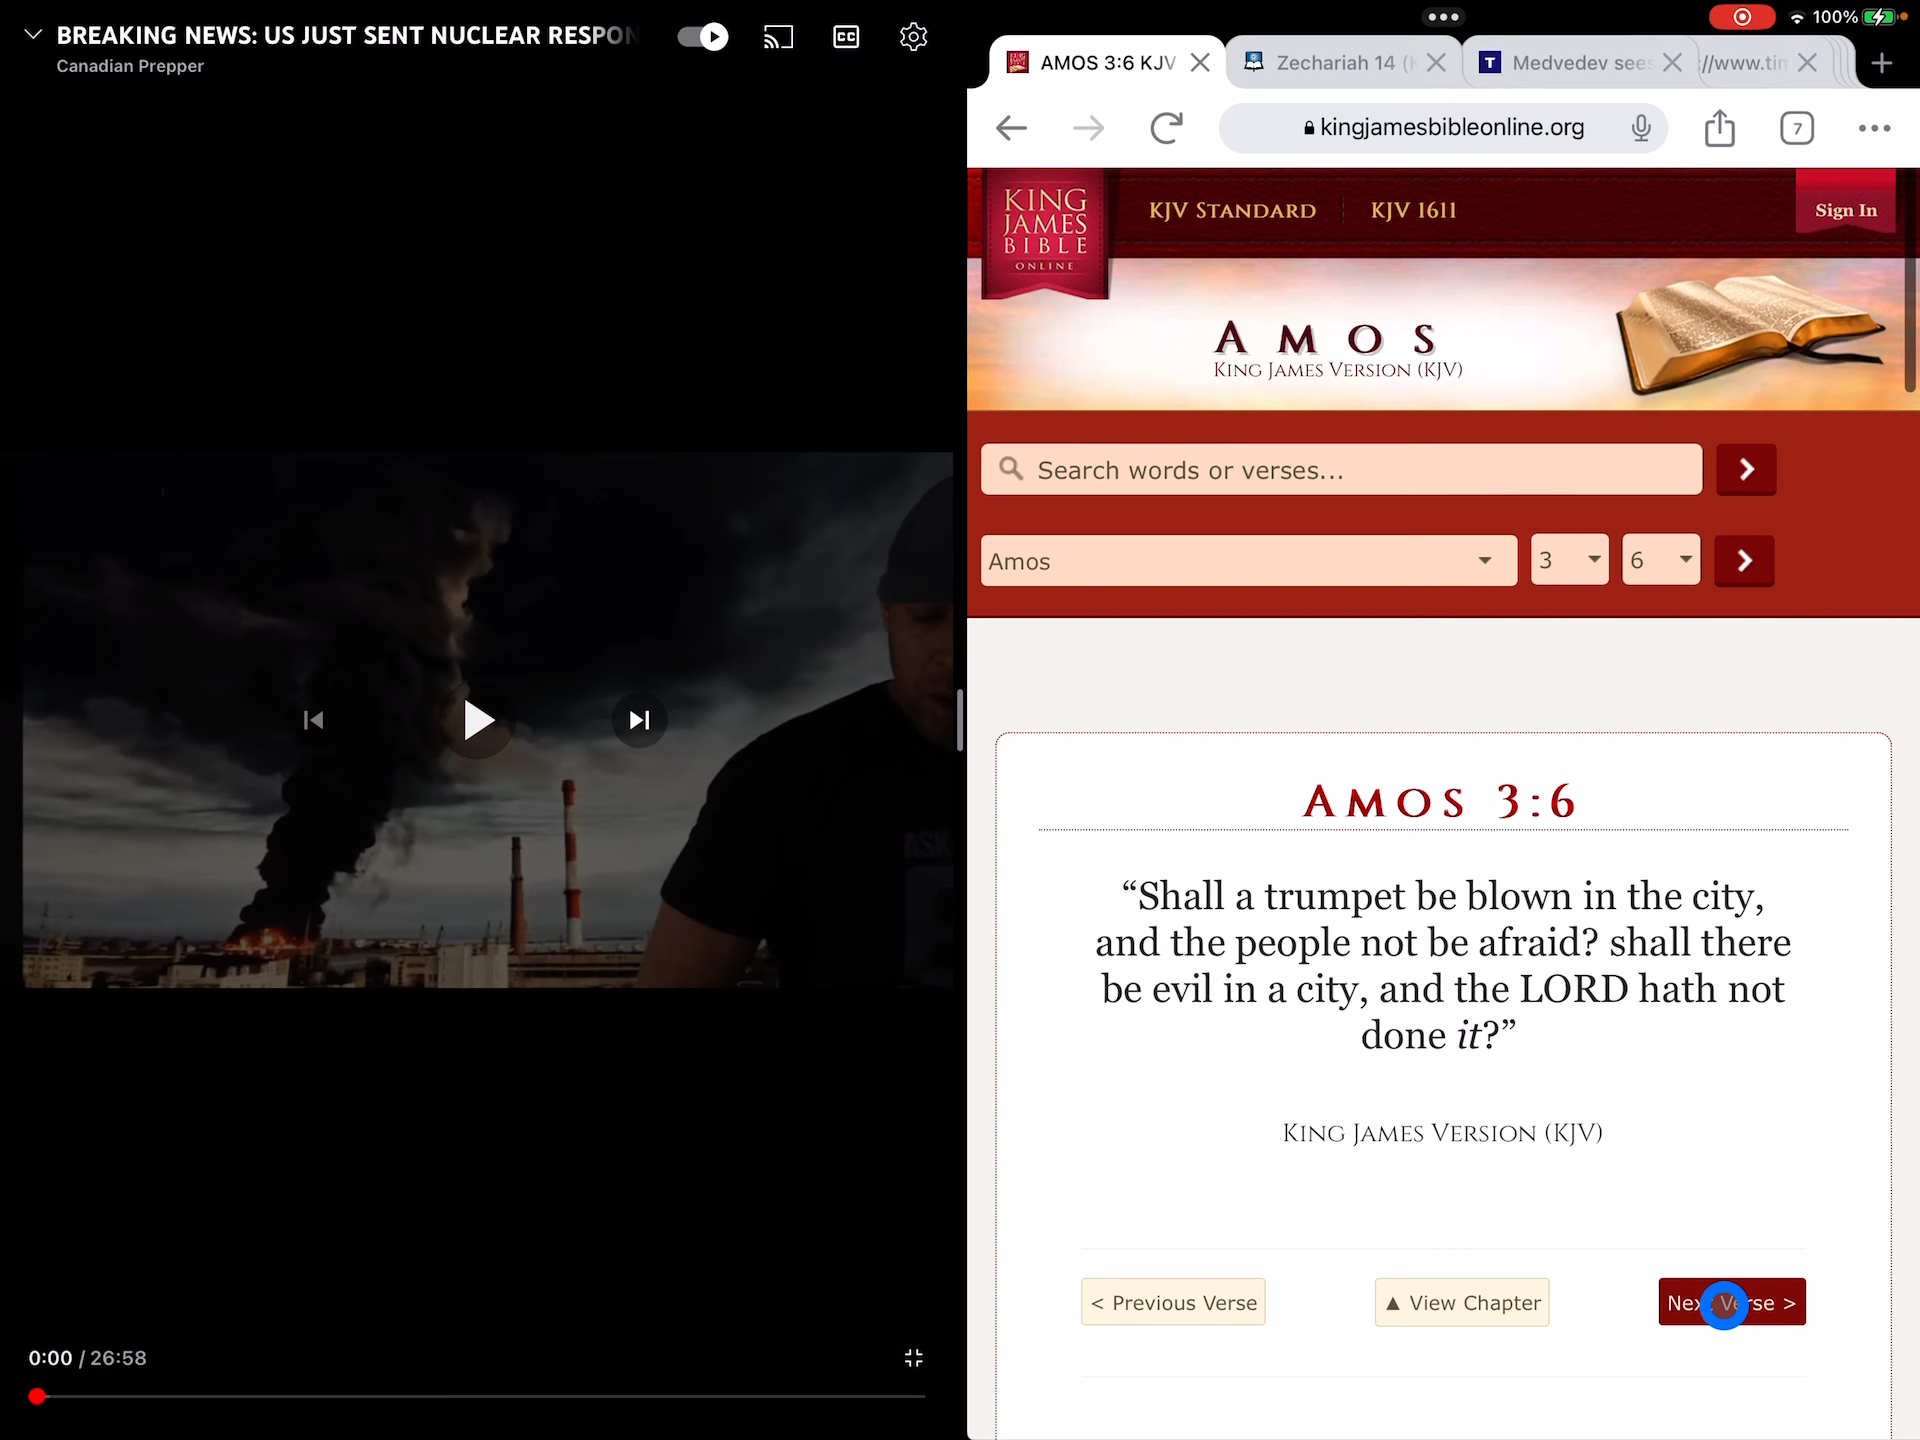 BREAKING NEWS: US JUST SENT NUCLEAR RESPON
Canadian Prepper
CC
100%
AMOS 3:6 KJV
Zechariah 14 (K
T
Medvedev sees
://www.tim
kingjamesbibleonline.org
7
KING
JAMES
BIBLE
ONLINE
KJV STANDARD
KJV 1611
Sign In
AMOS
KING JAMES VERSION (KJV)
Search words or verses...
Amos
3
6
ASK
AMOS 3:6
“Shall a trumpet be blown in the city,
and the people not be afraid? shall there
be evil in a city, and the LORD hath not
done it?”
KING JAMES VERSION (KJV)
< Previous Verse
▲ View Chapter
Next Verse >
0:00 / 26:58